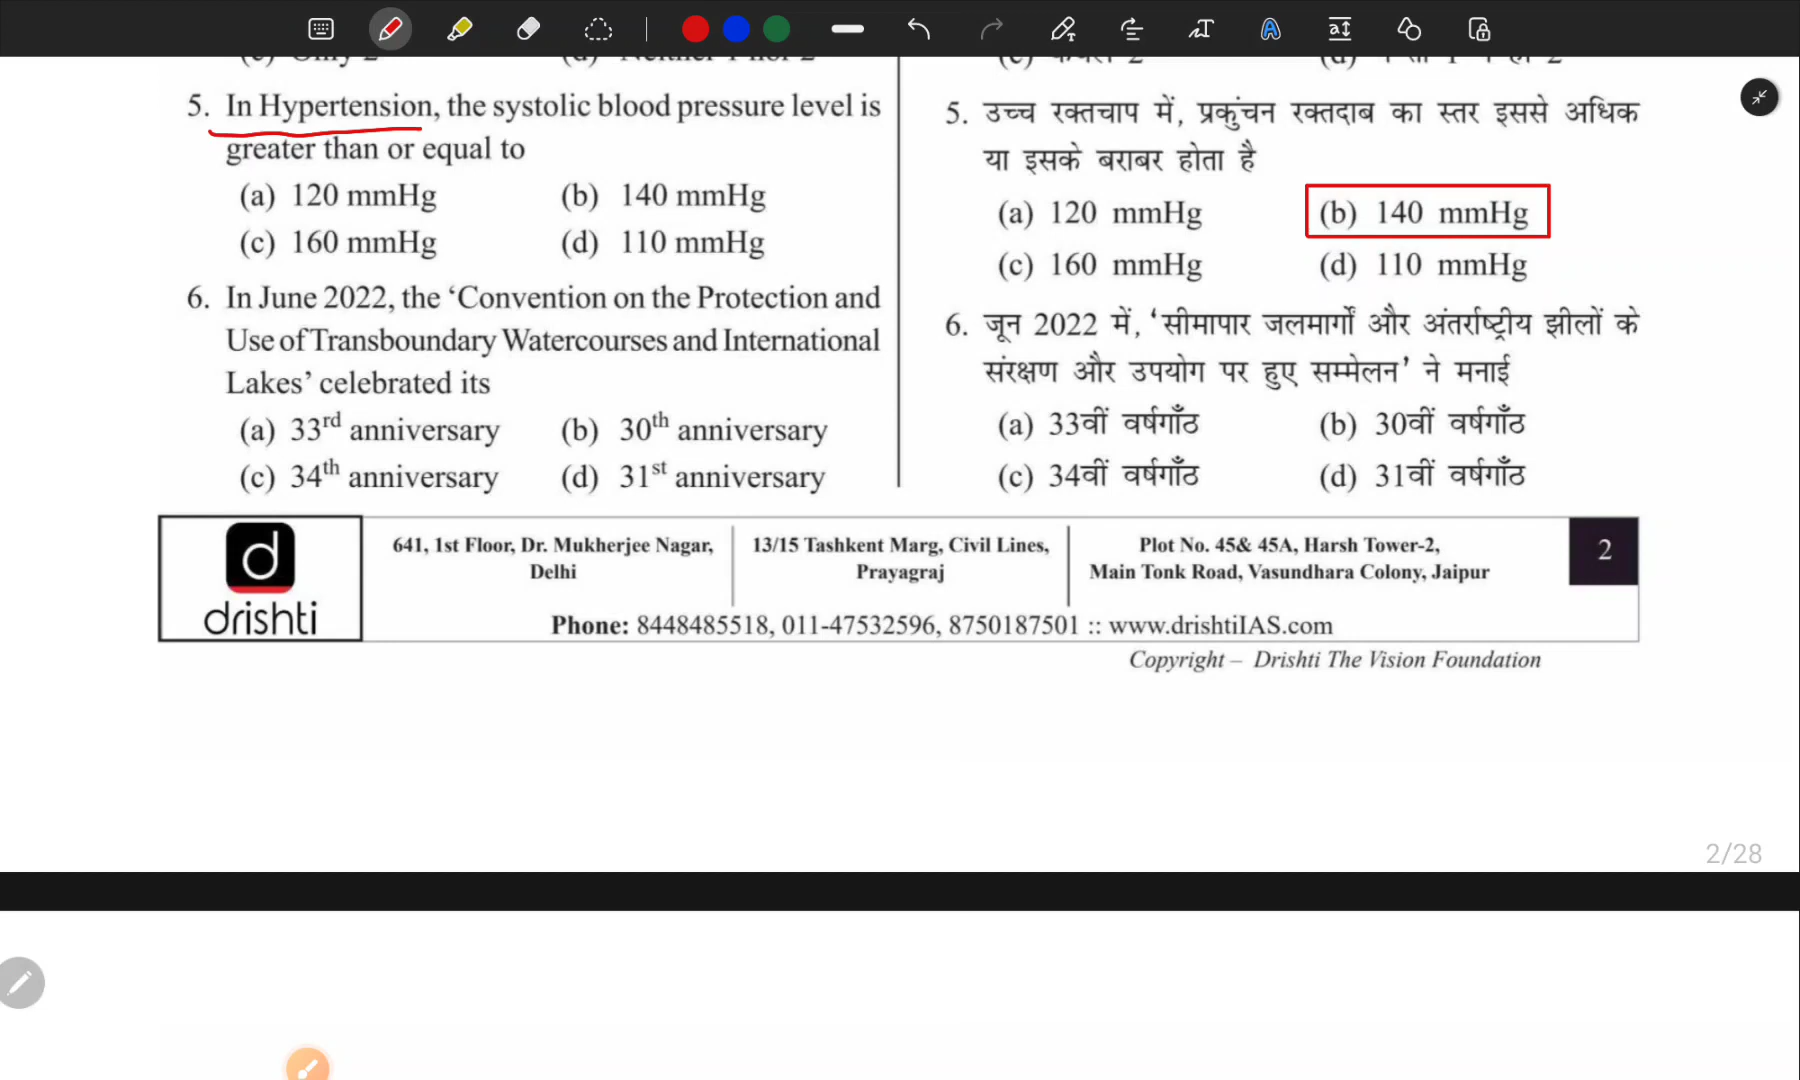 5. In Hypertension, the systolic blood pressure level is
greater than or equal to
(a) 120 mmHg (b) 140 mmHg
(c) 160 mmHg (d) 110 mmHg
6. In June 2022, the ‘Convention on the Protection and
Use of Transboundary Watercourses and International
Lakes’ celebrated its
(a) 33rd anniversary (b) 30th anniversary
(c) 34th anniversary (d) 31st anniversary
5. उच्च रक्तचाप में, प्रकुंचन रक्तदाब का स्तर इससे अधिक
या इसके बराबर होता है
(a) 120 mmHg (b) 140 mmHg
(c) 160 mmHg (d) 110 mmHg
6. जून 2022 में, ‘सीमापार जलमार्गों और अंतर्राष्ट्रीय झीलों के
संरक्षण और उपयोग पर हुए सम्मेलन’ ने मनाई
(a) 33वीं वर्षगाँठ (b) 30वीं वर्षगाँठ
(c) 34वीं वर्षगाँठ (d) 31वीं वर्षगाँठ
d
drishti
641, 1st Floor, Dr. Mukherjee Nagar,
Delhi
13/15 Tashkent Marg, Civil Lines,
Prayagraj
Plot No. 45& 45A, Harsh Tower-2,
Main Tonk Road, Vasundhara Colony, Jaipur
2
Phone: 8448485518, 011-47532596, 8750187501 :: www.drishtiIAS.com
Copyright – Drishti The Vision Foundation
2/28